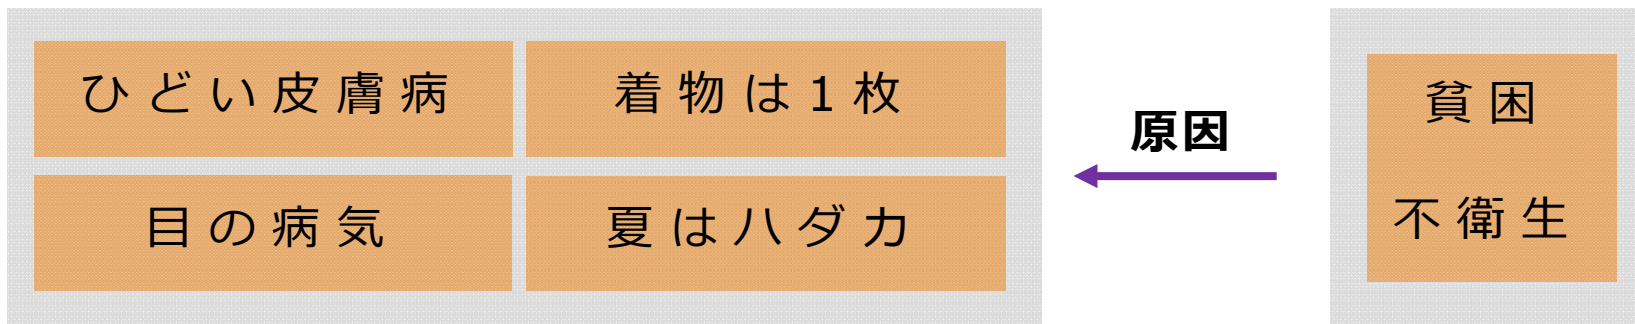 ひどい皮膚病
着物は1枚
目の病気
夏はハダカ
原因
貧困
不衛生